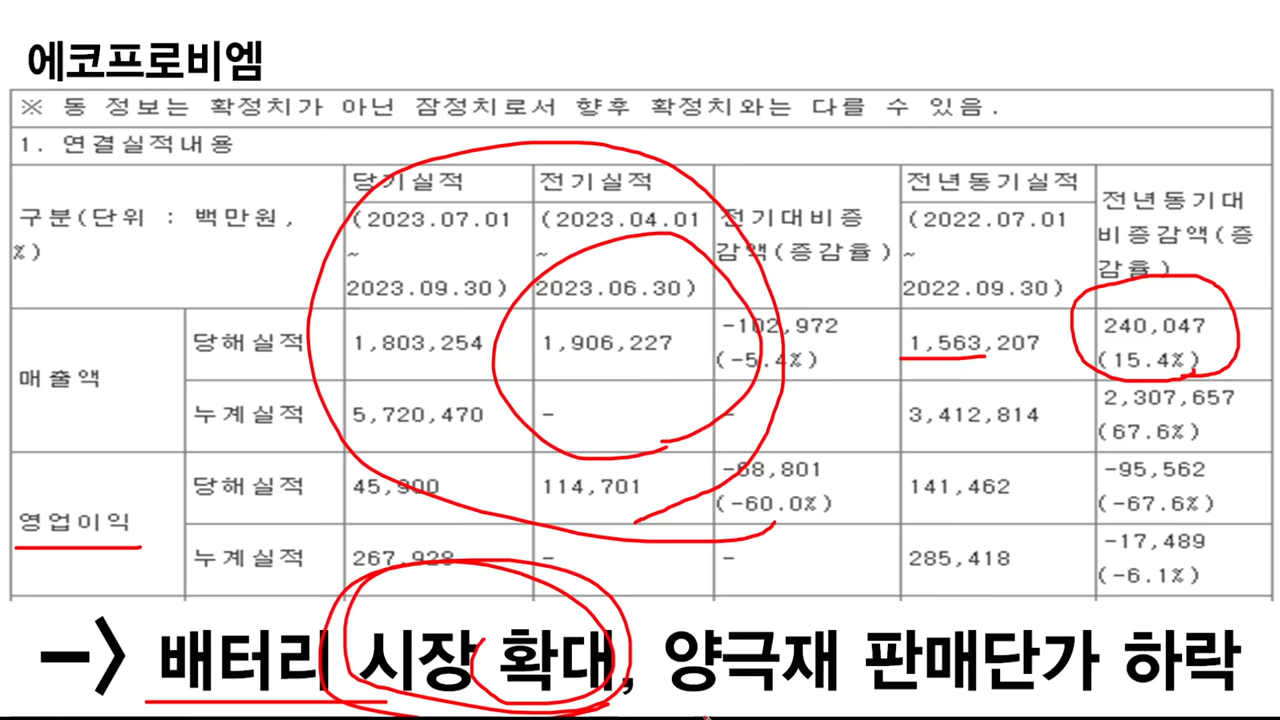 에코프로비엠
※ 동 정보는 확정치가 아닌 잠정치로서 향후 확정치와는 다를 수 있음.
1. 연결실적내용
구분(단위 : 백만원, %)
당기실적
(2023.07.01 ~ 2023.09.30)
전기실적
(2023.04.01 ~ 2023.06.30)
전기대비증감액(증감율)
전년동기실적
(2022.07.01 ~ 2022.09.30)
전년동기대비증감액(증감율)
매출액
당해실적 1,803,254 1,906,227 -102,972 (-5.4%) 1,563,207 240,047 (15.4%)
누계실적 5,720,470 - - 3,412,814 2,307,657 (67.6%)
영업이익
당해실적 45,900 114,701 -68,801 (-60.0%) 141,462 -95,562 (-67.6%)
누계실적 267,928 - - 285,418 -17,489 (-6.1%)
-> 배터리 시장 확대, 양극재 판매단가 하락